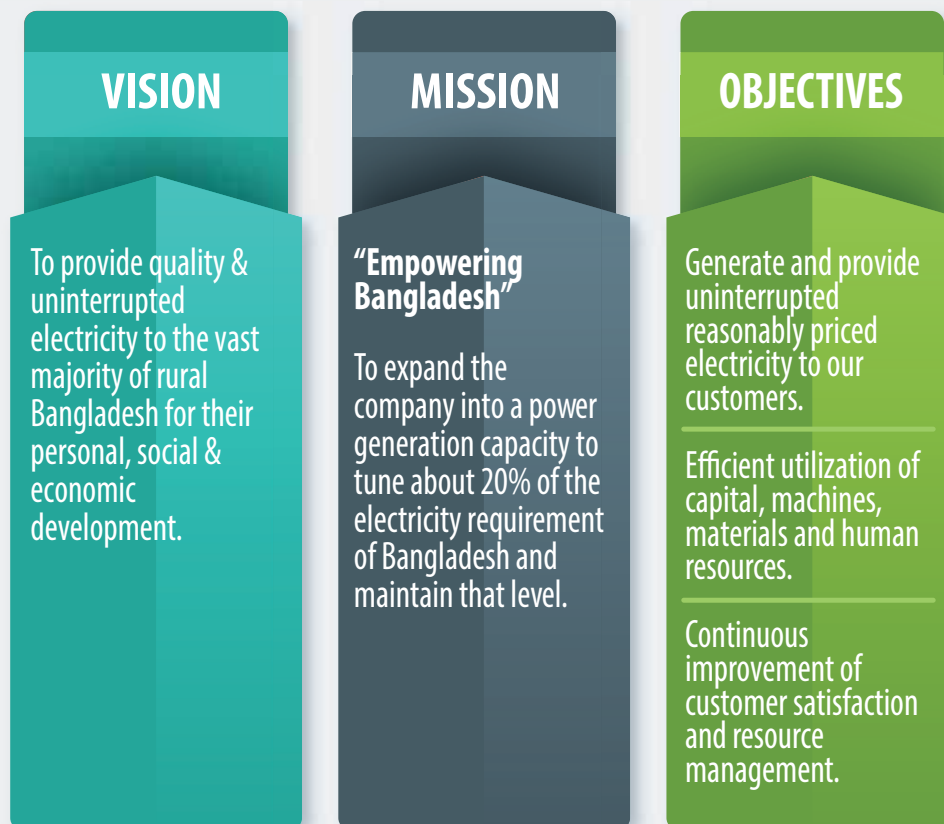 VISION
To provide quality &
uninterrupted
electricity to the vast
majority of rural
Bangladesh for their
personal, social &
economic
development.
MISSION
“Empowering
Bangladesh”
To expand the
company into a power
generation capacity to
tune about 20% of the
electricity requirement
of Bangladesh and
maintain that level.
OBJECTIVES
Generate and provide
uninterrupted
reasonably priced
electricity to our
customers.
Efficient utilization of
capital, machines,
materials and human
resources.
Continuous
improvement of
customer satisfaction
and resource
management.